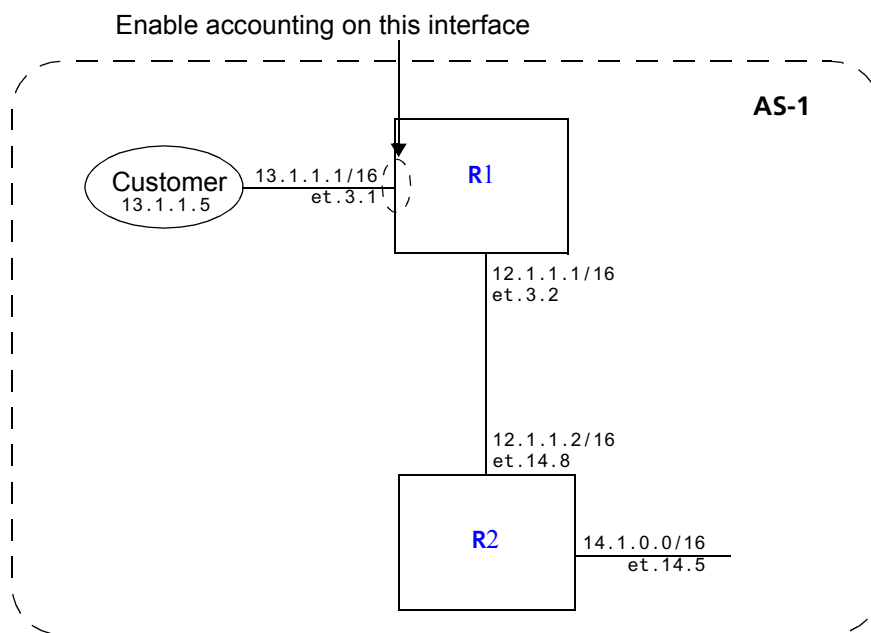 Enable accounting on this interface
AS-1
Customer
13.1.1.5
13.1.1.1/16
et.3.1
R1
12.1.1.1/16
et.3.2
12.1.1.2/16
et.14.8
R2
14.1.0.0/16
et.14.5